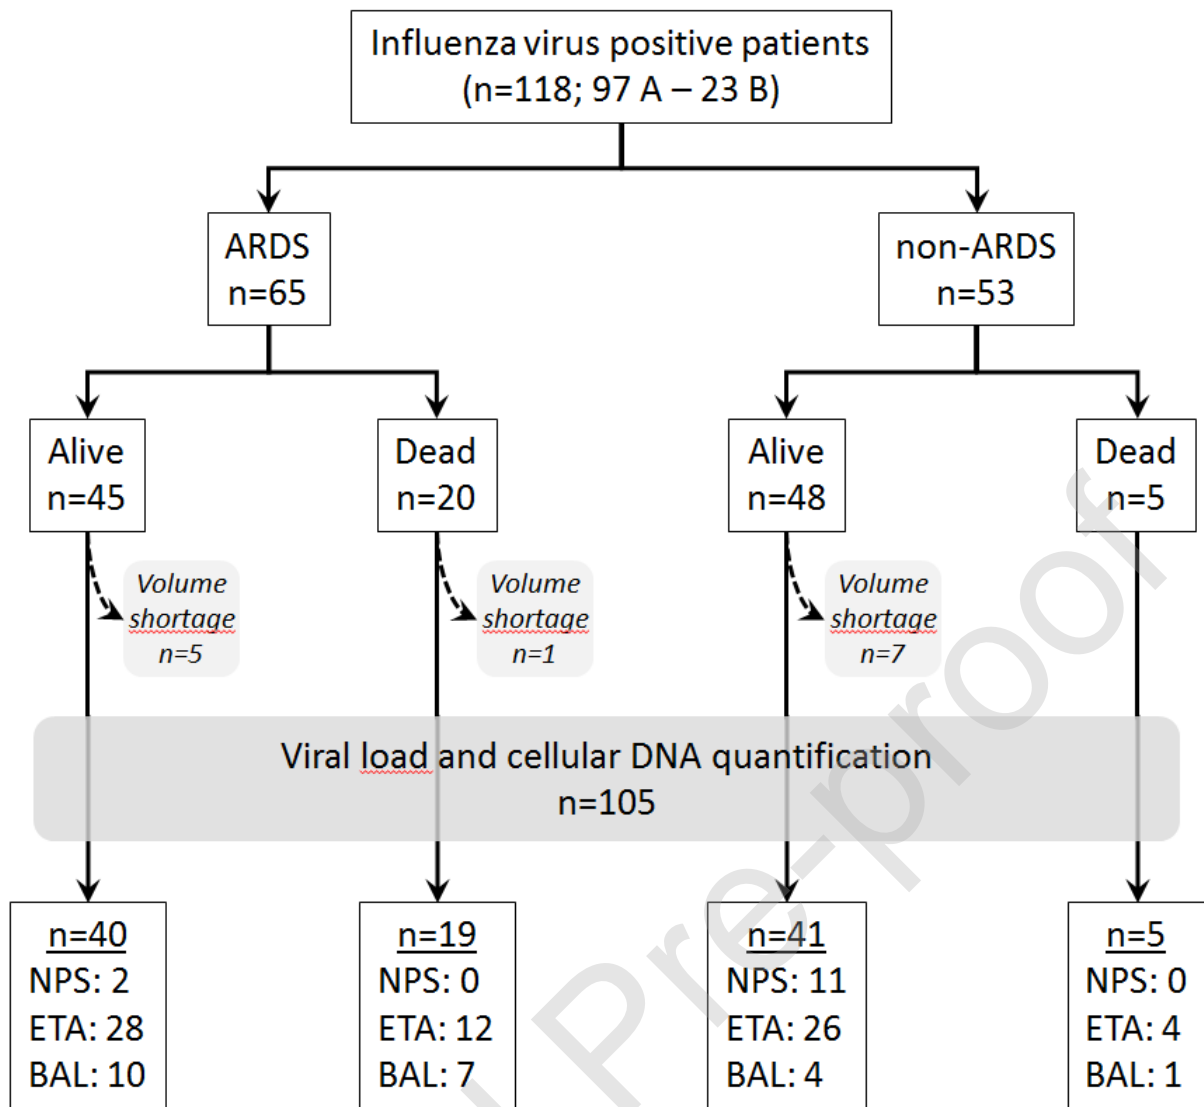 Influenza virus positive patients
(n=118; 97 A – 23 B)
ARDS
n=65
non-ARDS
n=53
Alive
n=45
Dead
n=20
Alive
n=48
Dead
n=5
Volume
shortage
n=5
Volume
shortage
n=1
Volume
shortage
n=7
Viral load and cellular DNA quantification
n=105
n=40
NPS: 2
ETA: 28
BAL: 10
n=19
NPS: 0
ETA: 12
BAL: 7
n=41
NPS: 11
ETA: 26
BAL: 4
n=5
NPS: 0
ETA: 4
BAL: 1
Pre-proof